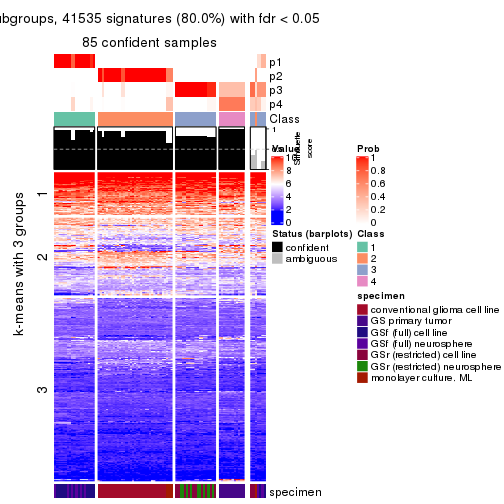 ubgroups, 41535 signatures (80.0%) with fdr < 0.05
85 confident samples
p1
p2
p3
p4
Class
1
Silhouette
score
k-means with 3 groups
1
2
3
specimen
Value
10
8
6
4
2
0
Prob
1
0.8
0.6
0.4
0.2
0
Status (barplots)
confident
ambiguous
Class
1
2
3
4
specimen
conventional glioma cell line
GS primary tumor
GSf (full) cell line
GSf (full) neurosphere
GSr (restricted) cell line
GSr (restricted) neurosphere
monolayer culture. ML